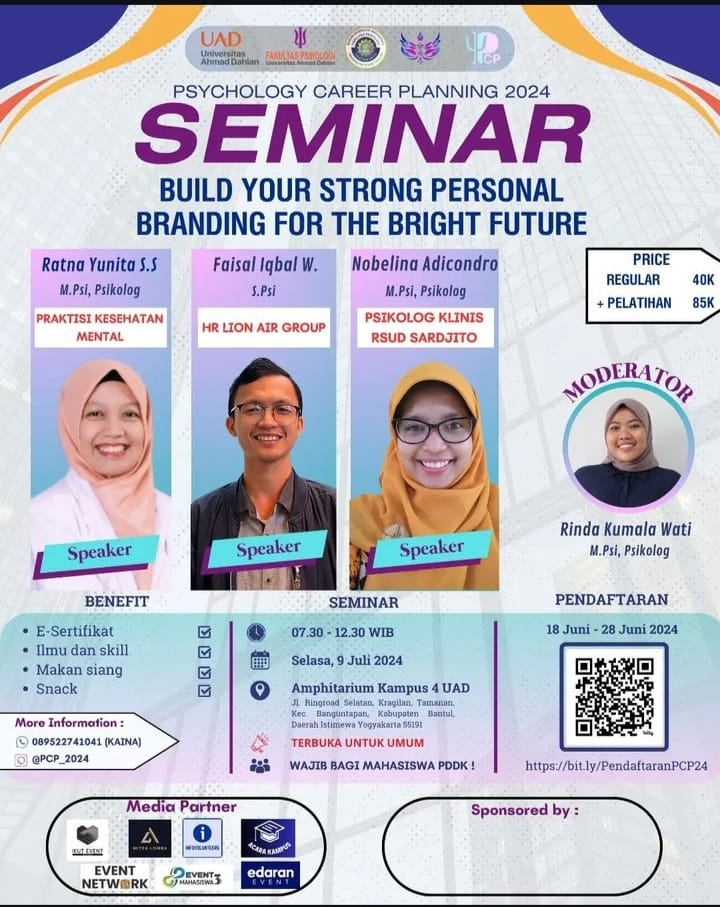 UAD
Universitas
Ahmad Dahlan
FAKULTAS PSIKOLOGI
Universitas Ahmad Dahlan
PCP
PSYCHOLOGY CAREER PLANNING 2024
SEMINAR
BUILD YOUR STRONG PERSONAL
BRANDING FOR THE BRIGHT FUTURE
Ratna Yunita S.S
M.Psi, Psikolog
PRAKTISI KESEHATAN
MENTAL
Speaker
Faisal Iqbal W.
S.Psi
HR LION AIR GROUP
Speaker
Nobelina Adicondro
M.Psi, Psikolog
PSIKOLOG KLINIS
RSUD SARDJITO
Speaker
PRICE
REGULAR 40K
+ PELATIHAN 85K
MODERATOR
Rinda Kumala Wati
M.Psi, Psikolog
BENEFIT
• E-Sertifikat
• Ilmu dan skill
• Makan siang
• Snack
More Information :
089522741041 (KAINA)
@PCP_2024
SEMINAR
07.30 - 12.30 WIB
Selasa, 9 Juli 2024
Amphitarium Kampus 4 UAD
Jl. Ringroad Selatan, Kragilan, Tamanan,
Kec. Banguntapan, Kabupaten Bantul,
Daerah Istimewa Yogyakarta 55191
TERBUKA UNTUK UMUM
WAJIB BAGI MAHASISWA PDDK !
PENDAFTARAN
18 Juni - 28 Juni 2024
https://bit.ly/PendaftaranPCP24
Media Partner
IKUT EVENT
MITRA LOMBA
INFOVOLUNTEERS
ACARA KAMPUS
EVENT
NETWORK
EVENT
MAHASISWA
edaran
EVENT
Sponsored by :